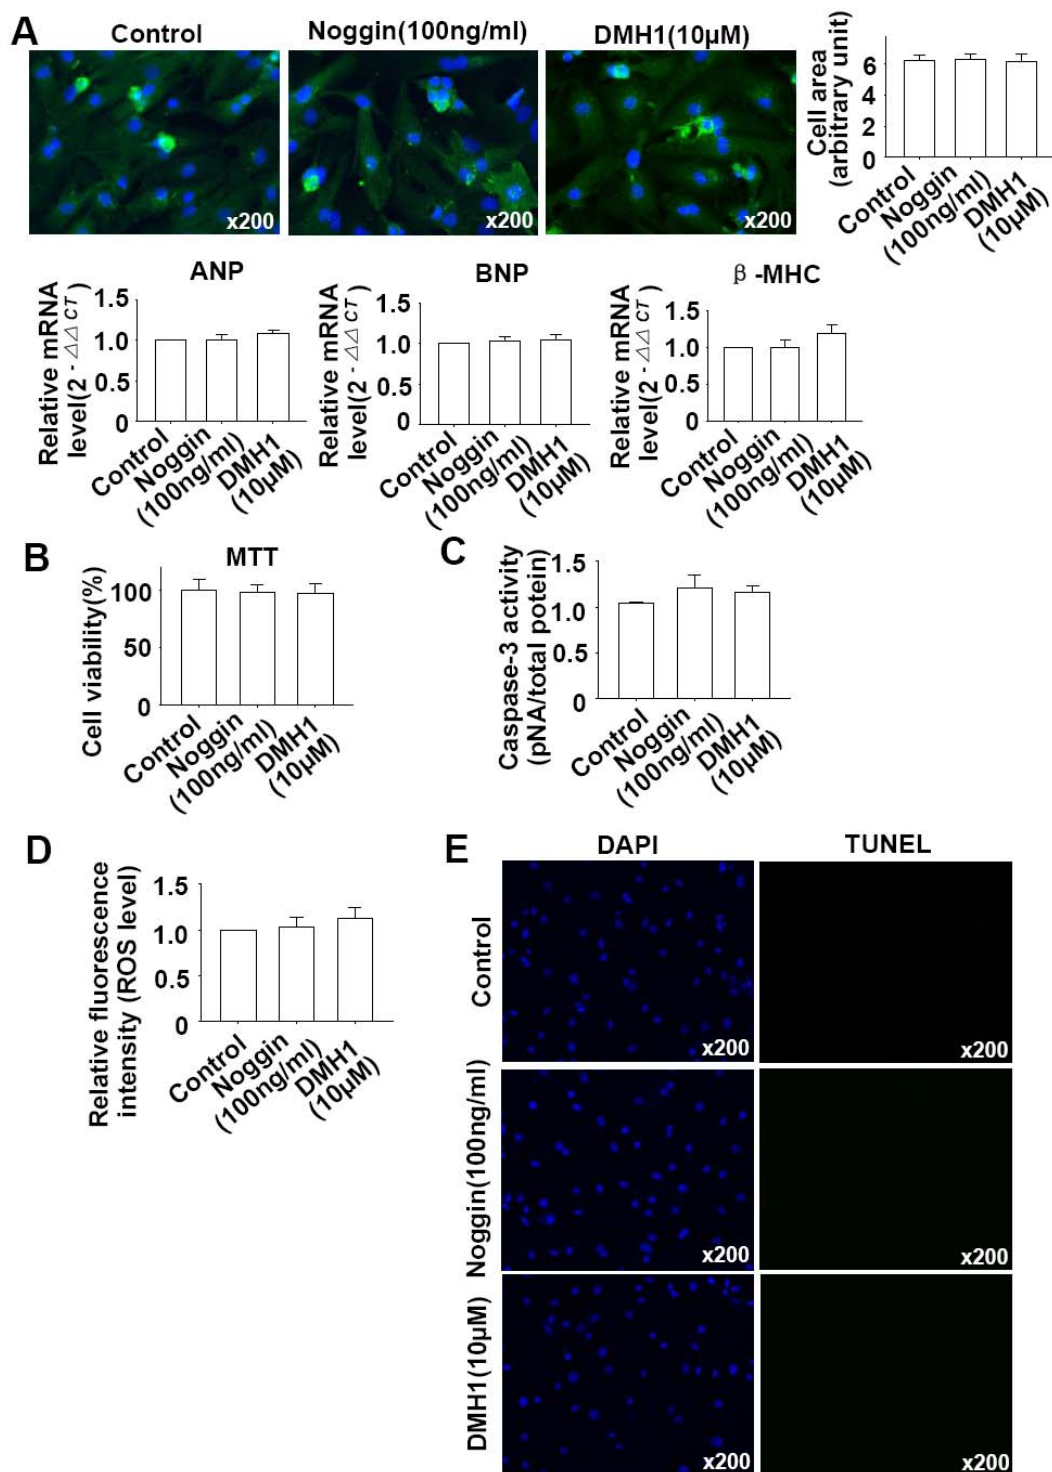 A
Control
Noggin(100ng/ml)
DMH1(10μM)
x200
x200
x200
Cell area
(arbitrary unit)
6
4
2
0
Control
Noggin
(100ng/ml)
DMH1
(10μM)
ANP
Relative mRNA
level(2 - ΔΔ CT )
1.5
1.0
0.5
0
Control
Noggin
(100ng/ml)
DMH1
(10μM)
BNP
Relative mRNA
level(2 - ΔΔ CT )
1.5
1.0
0.5
0
Control
Noggin
(100ng/ml)
DMH1
(10μM)
β -MHC
Relative mRNA
level(2 - ΔΔ CT )
1.5
1.0
0.5
0
Control
Noggin
(100ng/ml)
DMH1
(10μM)
B
MTT
Cell viability(%)
100
50
0
Control
Noggin
(100ng/ml)
DMH1
(10μM)
C
Caspase-3 activity
(pNA/total potein)
1.5
1.0
0.5
0
Control
Noggin
(100ng/ml)
DMH1
(10μM)
D
Relative fluorescence
intensity (ROS level)
1.5
1.0
0.5
0
Control
Noggin
(100ng/ml)
DMH1
(10μM)
E
DAPI
TUNEL
Control
x200
x200
Noggin(100ng/ml)
x200
x200
DMH1(10μM)
x200
x200